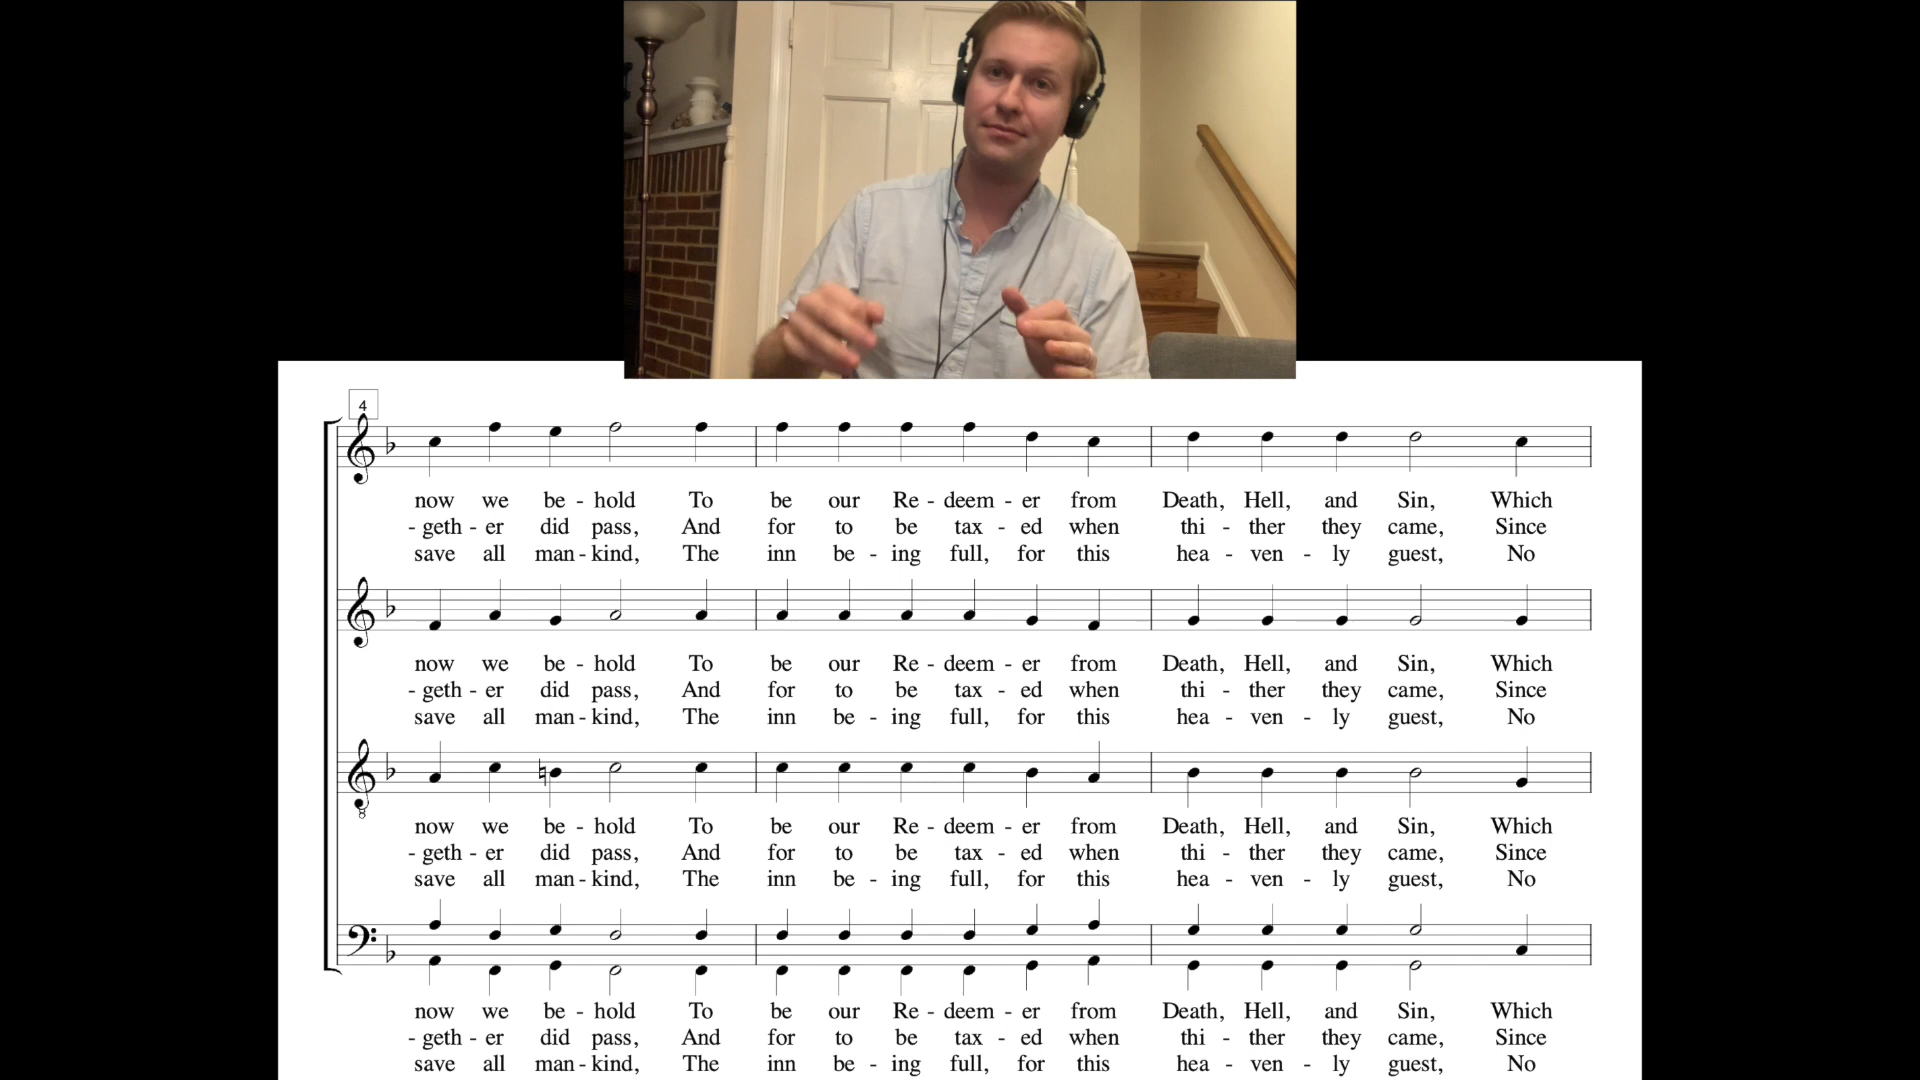 4
now we be - hold To be our Re - deem - er from Death, Hell, and Sin, Which
- geth - er did pass, And for to be tax - ed when thi - ther they came, Since
save all man - kind, The inn be - ing full, for this hea - ven - ly guest, No
now we be - hold To be our Re - deem - er from Death, Hell, and Sin, Which
- geth - er did pass, And for to be tax - ed when thi - ther they came, Since
save all man - kind, The inn be - ing full, for this hea - ven - ly guest, No
8
now we be - hold To be our Re - deem - er from Death, Hell, and Sin, Which
- geth - er did pass, And for to be tax - ed when thi - ther they came, Since
save all man - kind, The inn be - ing full, for this hea - ven - ly guest, No
now we be - hold To be our Re - deem - er from Death, Hell, and Sin, Which
- geth - er did pass, And for to be tax - ed when thi - ther they came, Since
save all man - kind, The inn be - ing full, for this hea - ven - ly guest, No